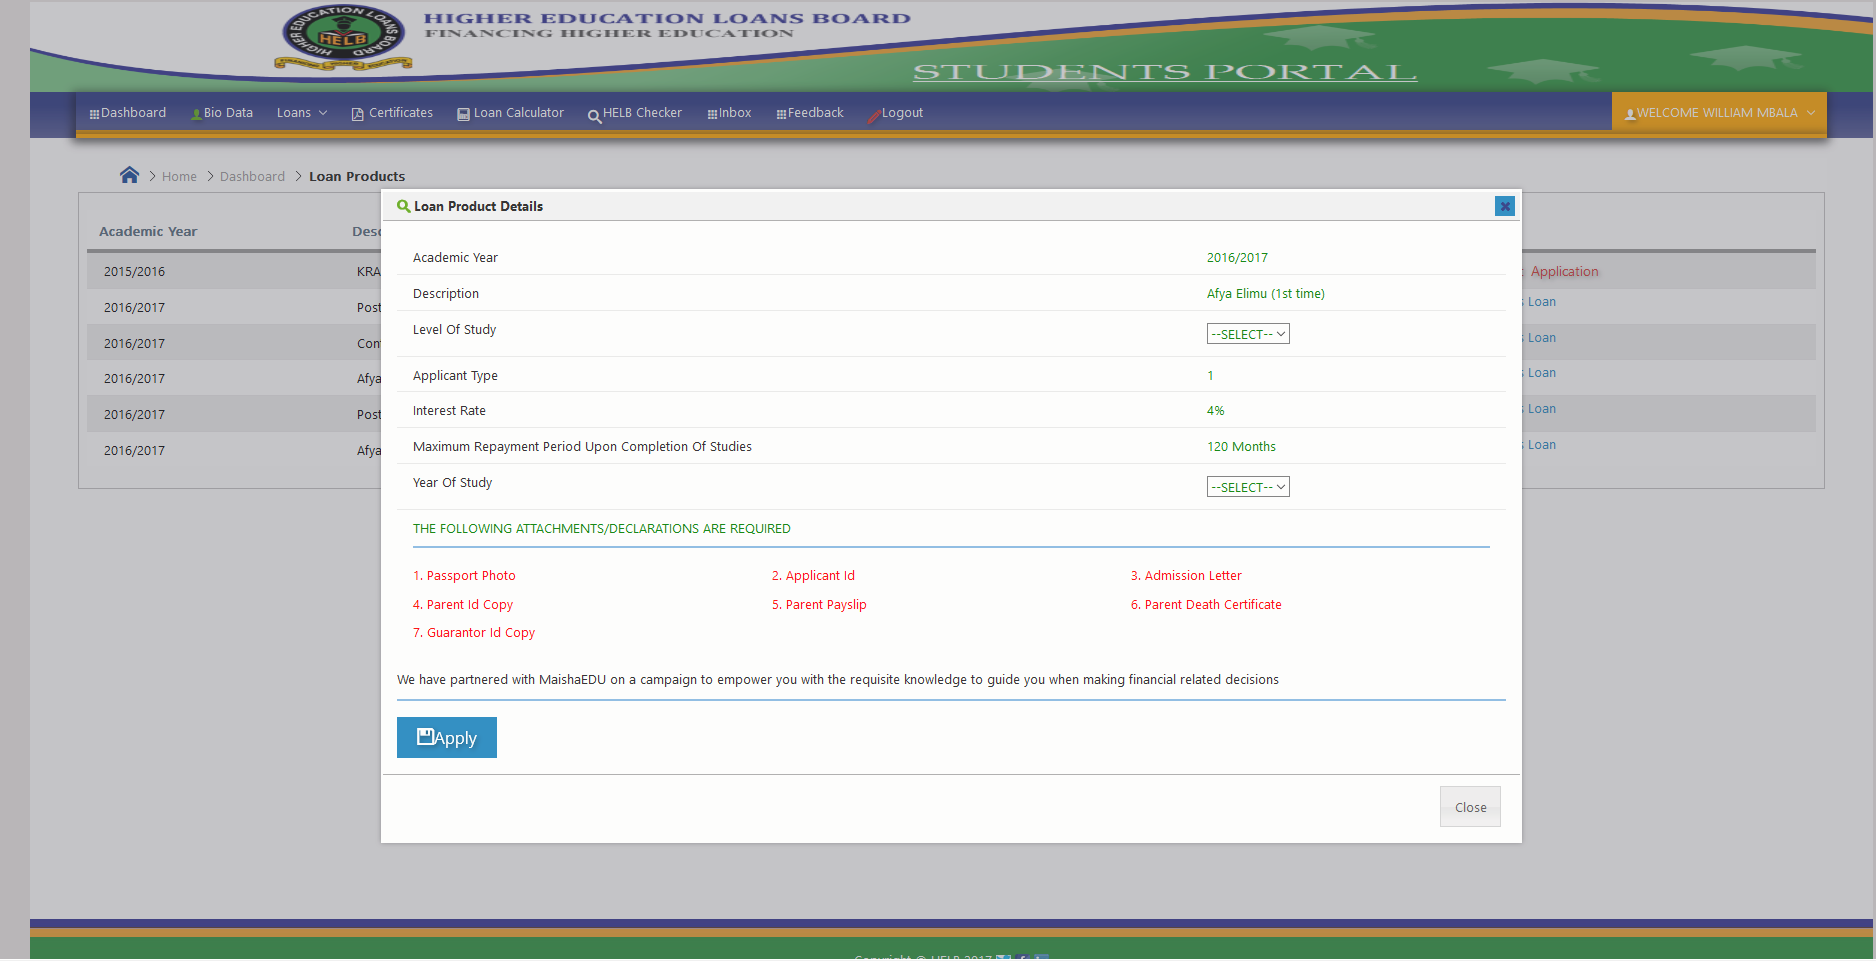 HIGHER EDUCATION LOANS BOARD
FINANCING HIGHER EDUCATION
HIGHER EDUCATION LOANS BOARD
HELB
FINANCING HIGHER EDUCATION
STUDENTS PORTAL
Dashboard Bio Data Loans Certificates Loan Calculator HELB Checker Inbox Feedback Logout WELCOME WILLIAM MBALA
Home Dashboard Loan Products
Loan Product Details
Academic Year
2015/2016 KRA Application
2016/2017 Post Loan
2016/2017 Loan
2016/2017 Afya Loan
2016/2017 Post Loan
2016/2017 Afya Loan
Academic Year 2016/2017
Description Afya Elimu (1st time)
Level Of Study --SELECT--
Applicant Type 1
Interest Rate 4%
Maximum Repayment Period Upon Completion Of Studies 120 Months
Year Of Study --SELECT--
THE FOLLOWING ATTACHMENTS/DECLARATIONS ARE REQUIRED
1. Passport Photo 2. Applicant Id 3. Admission Letter
4. Parent Id Copy 5. Parent Payslip 6. Parent Death Certificate
7. Guarantor Id Copy
We have partnered with MaishaEDU on a campaign to empower you with the requisite knowledge to guide you when making financial related decisions
Apply
Close
Copyright © HELB 2017